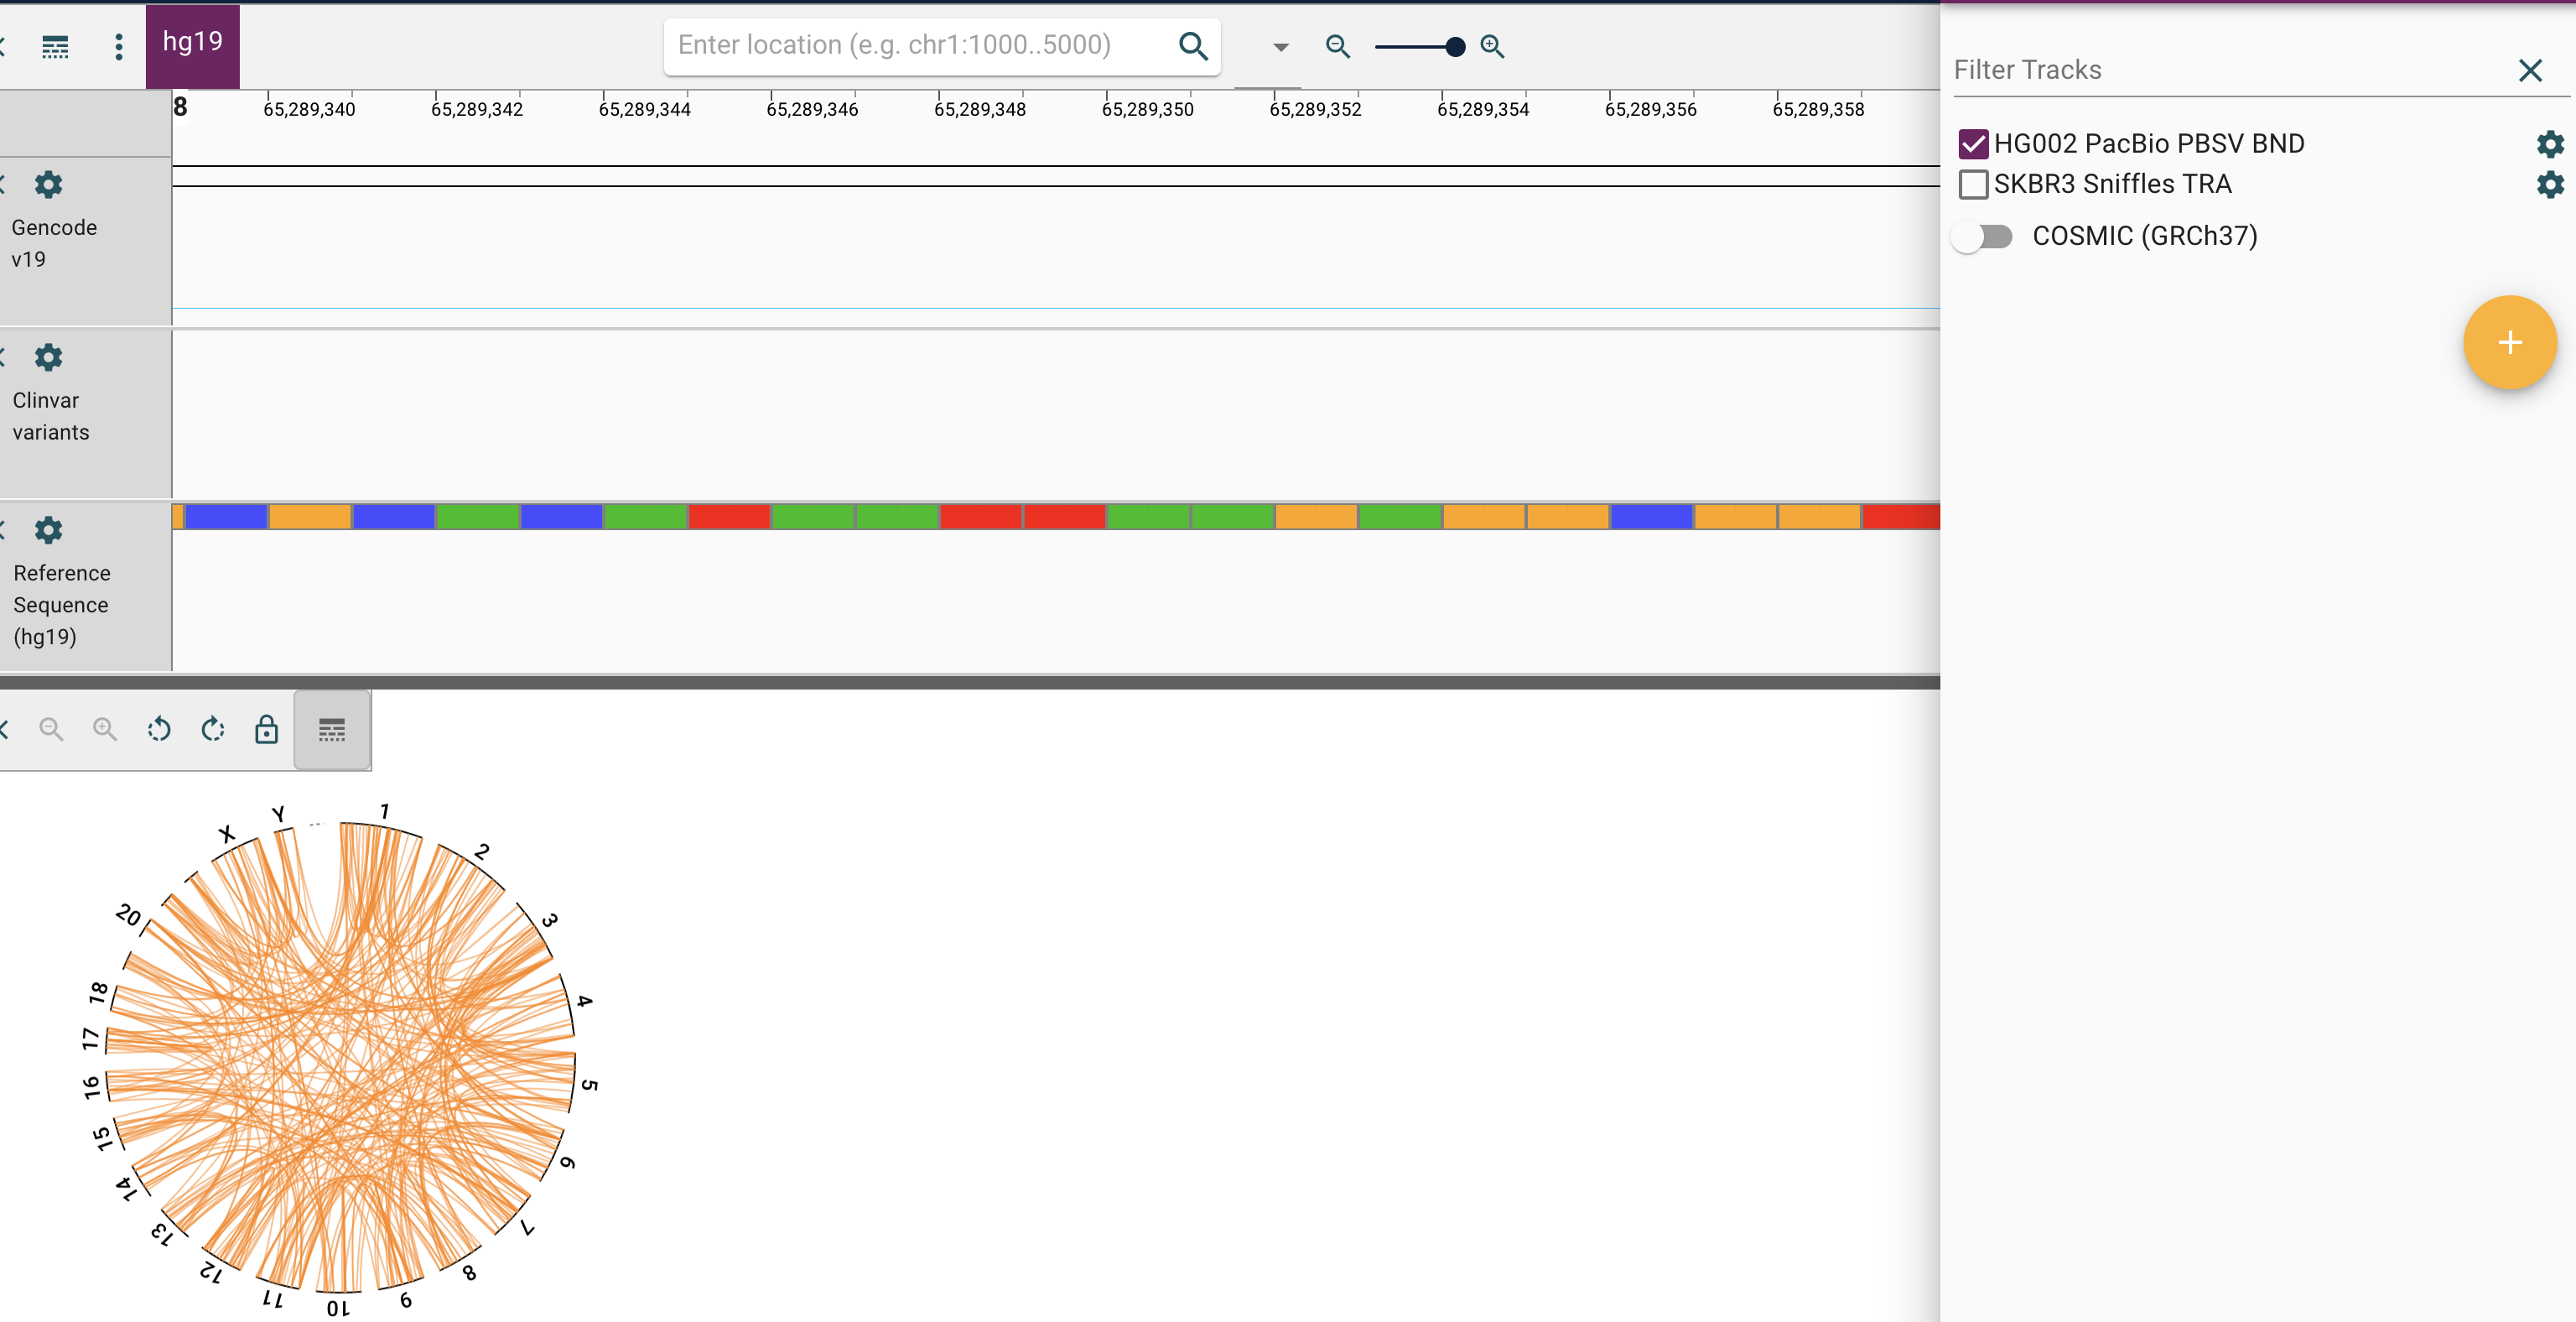 hg19
Enter location (e.g. chr1:1000..5000)
8
65,289,340 65,289,342 65,289,344 65,289,346 65,289,348 65,289,350 65,289,352 65,289,354 65,289,356 65,289,358
Gencode
v19
Clinvar
variants
Reference
Sequence
(hg19)
Filter Tracks
HG002 PacBio PBSV BND
SKBR3 Sniffles TRA
COSMIC (GRCh37)
1
2
3
4
5
6
7
8
9
10
11
12
13
14
15
16
17
18
20
X
Y